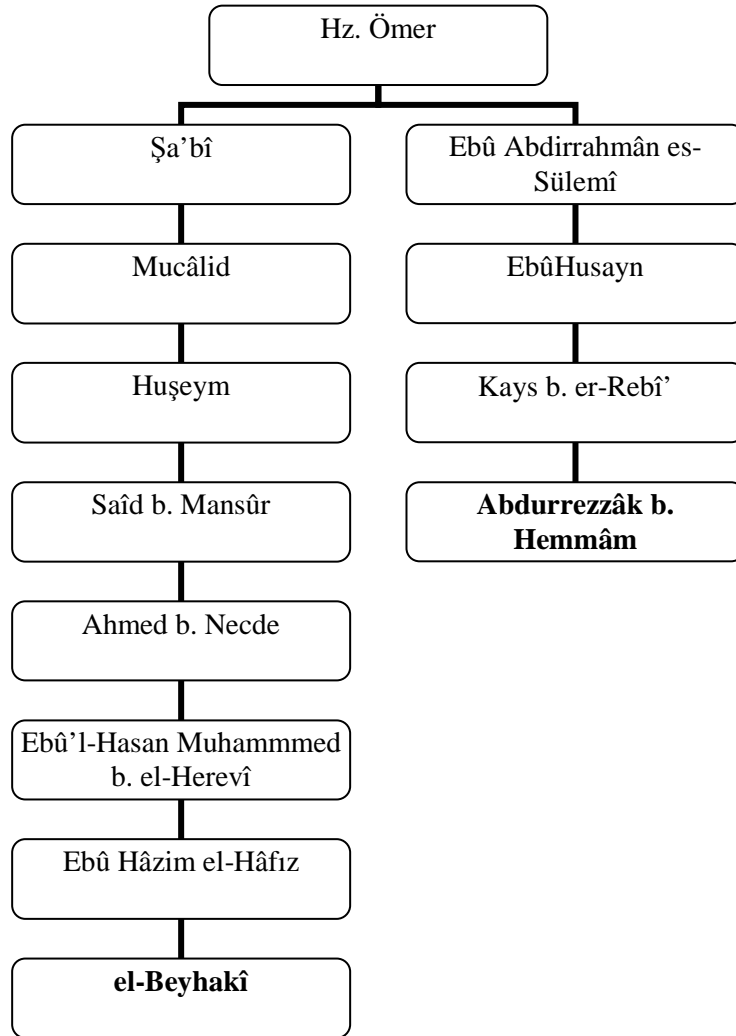 Hz. Ömer
Şa’bî
Ebû Abdirrahmân es-
Sülemî
Mucâlid
EbûHusayn
Huşeym
Kays b. er-Rebî’
Saîd b. Mansûr
Abdurrezzâk b.
Hemmâm
Ahmed b. Necde
Ebû’l-Hasan Muhammmed
b. el-Herevî
Ebû Hâzim el-Hâfız
el-Beyhakî